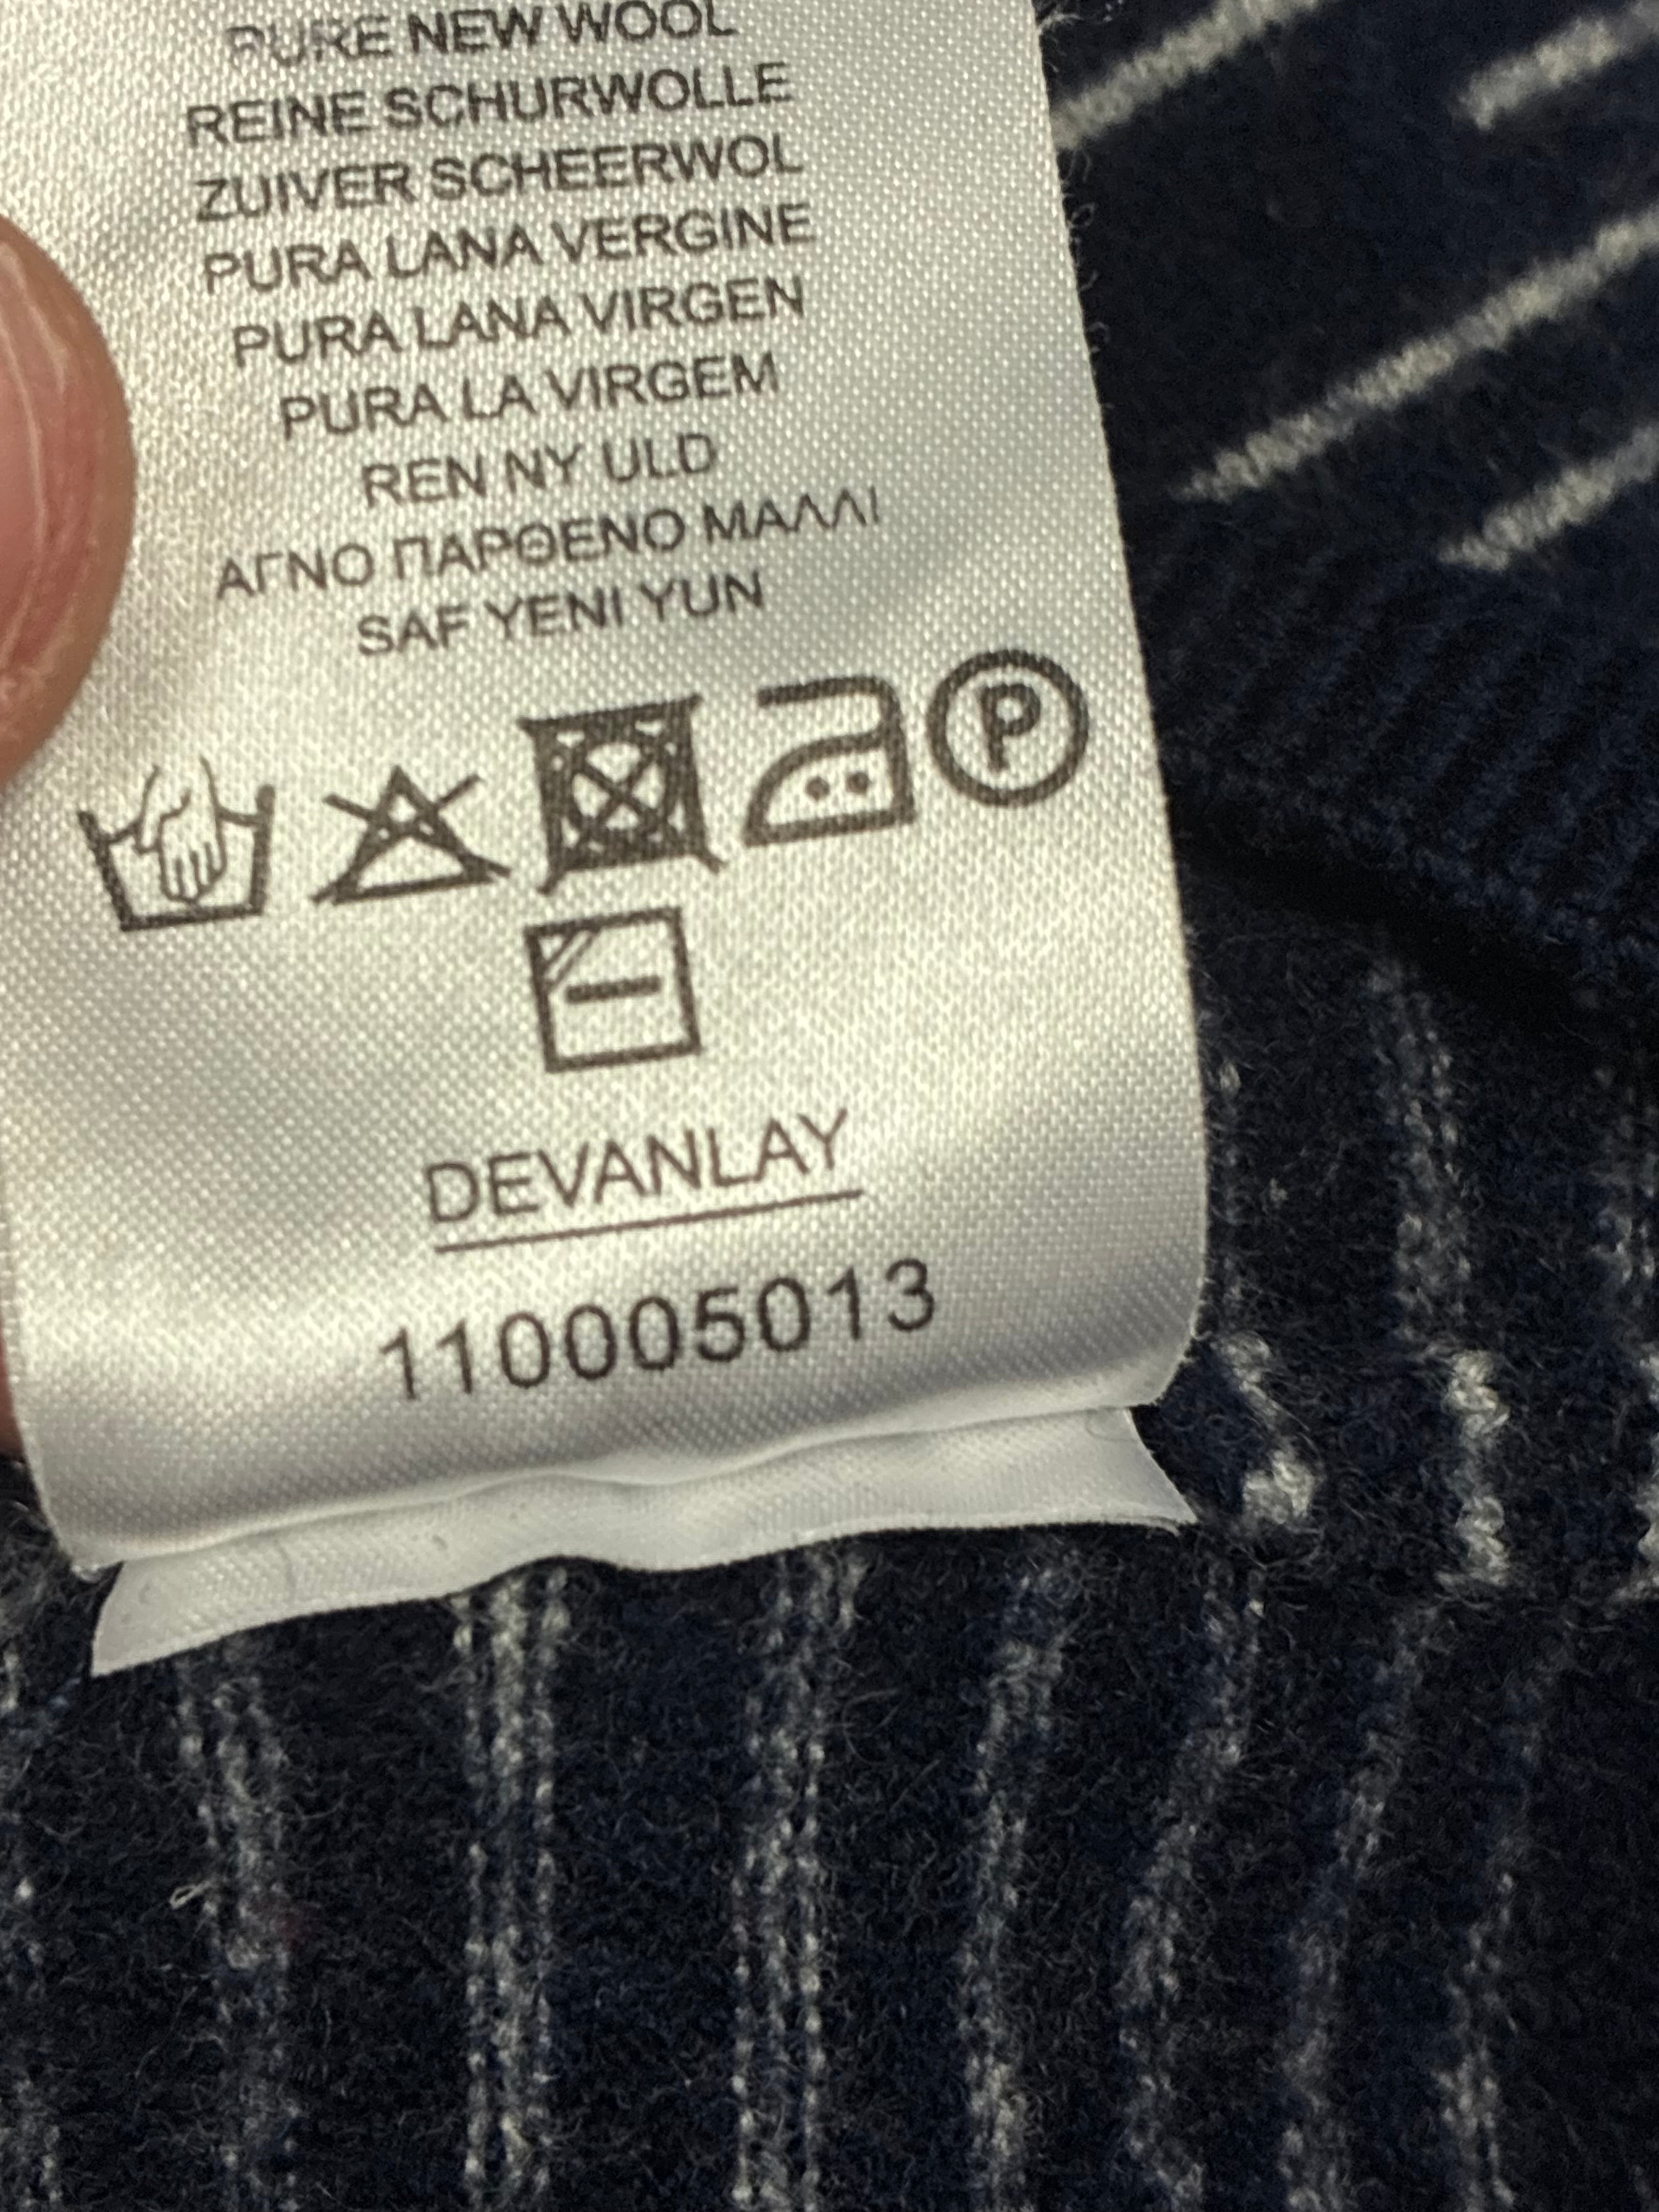 PURE NEW WOOL
REINE SCHURWOLLE
ZUIVER SCHEERWOL
PURA LANA VERGINE
PURA LANA VIRGEN
PURA LA VIRGEM
REN NY ULD
ΑΓΝΟ ΠΑΡΘΕΝΟ ΜΑΛΛΙ
SAF YENI YUN
P
DEVANLAY
110005013